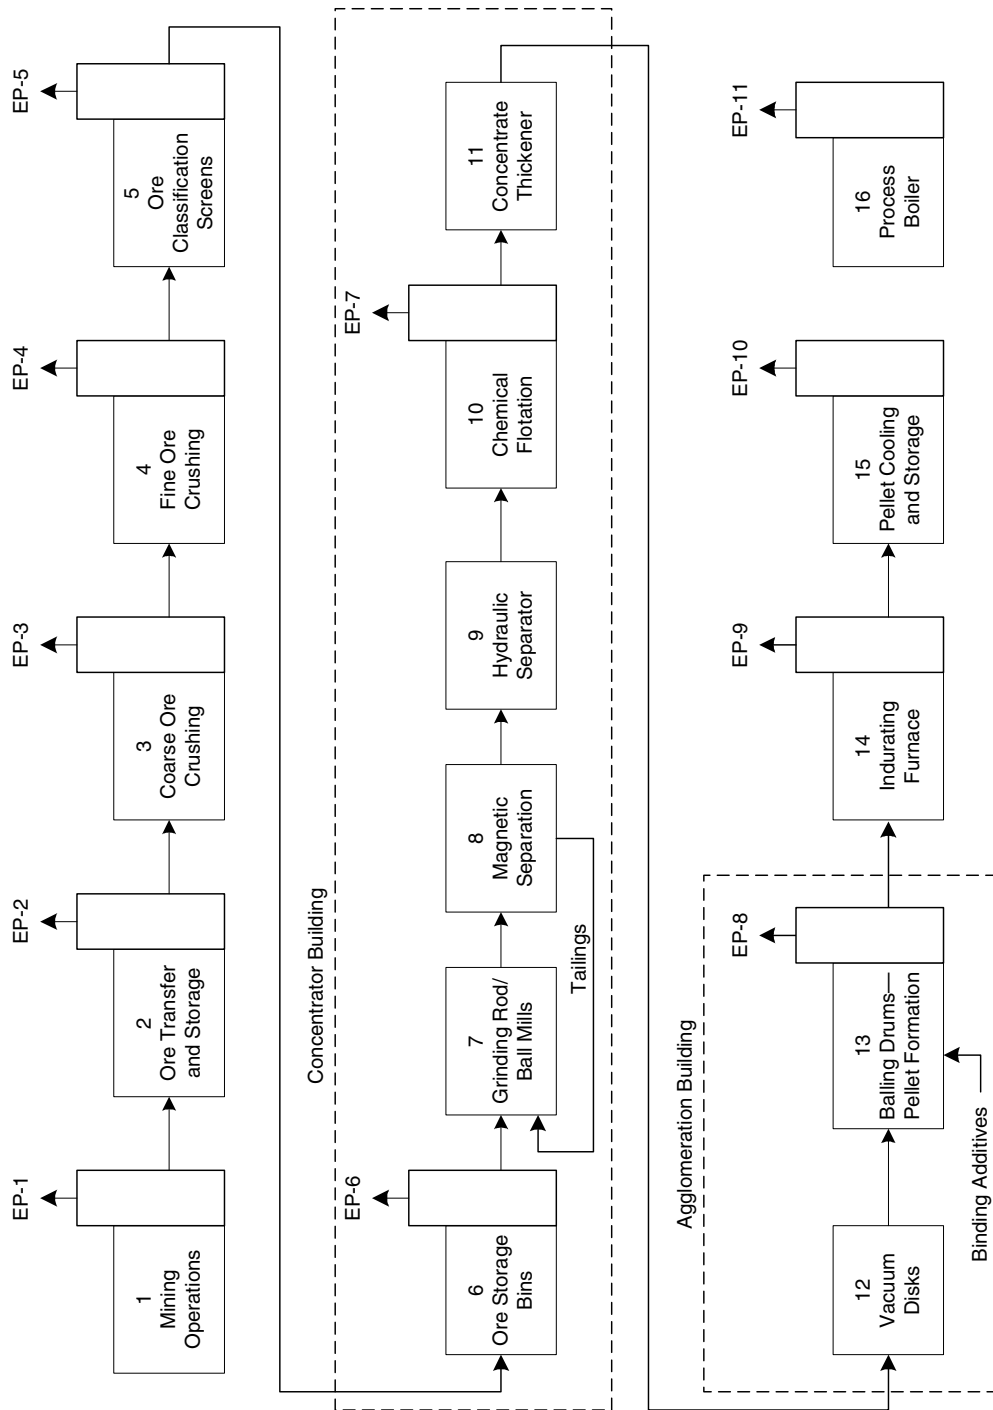 EP-1
EP-2
EP-3
EP-4
EP-5
1
Mining
Operations
2
Ore Transfer
and Storage
3
Coarse Ore
Crushing
4
Fine Ore
Crushing
5
Ore
Classification
Screens
Concentrator Building
EP-6
EP-7
6
Ore Storage
Bins
7
Grinding Rod/
Ball Mills
8
Magnetic
Separation
9
Hydraulic
Separator
10
Chemical
Flotation
11
Concentrate
Thickener
Tailings
Agglomeration Building
EP-8
EP-9
EP-10
EP-11
12
Vacuum
Disks
13
Balling Drums—
Pellet Formation
14
Indurating
Furnace
15
Pellet Cooling
and Storage
16
Process
Boiler
Binding Additives